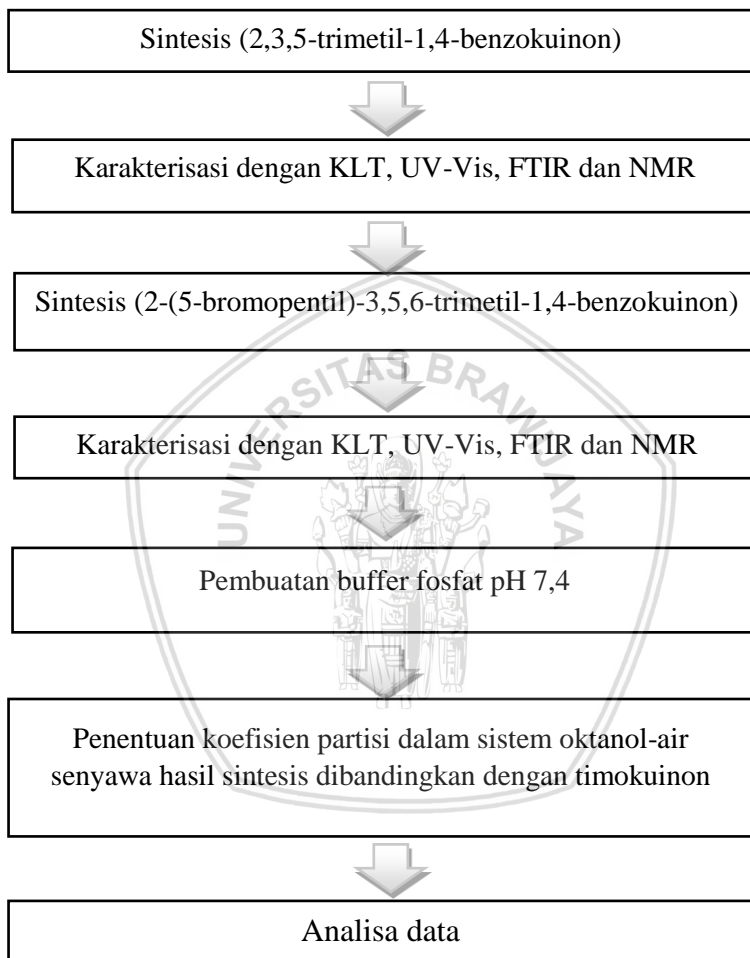 Sintesis (2,3,5-trimetil-1,4-benzokuinon)
Karakterisasi dengan KLT, UV-Vis, FTIR dan NMR
Sintesis (2-(5-bromopentil)-3,5,6-trimetil-1,4-benzokuinon)
UNIVERSITAS BRAWIJAYA
Karakterisasi dengan KLT, UV-Vis, FTIR dan NMR
Pembuatan buffer fosfat pH 7,4
Penentuan koefisien partisi dalam sistem oktanol-air
senyawa hasil sintesis dibandingkan dengan timokuinon
Analisa data